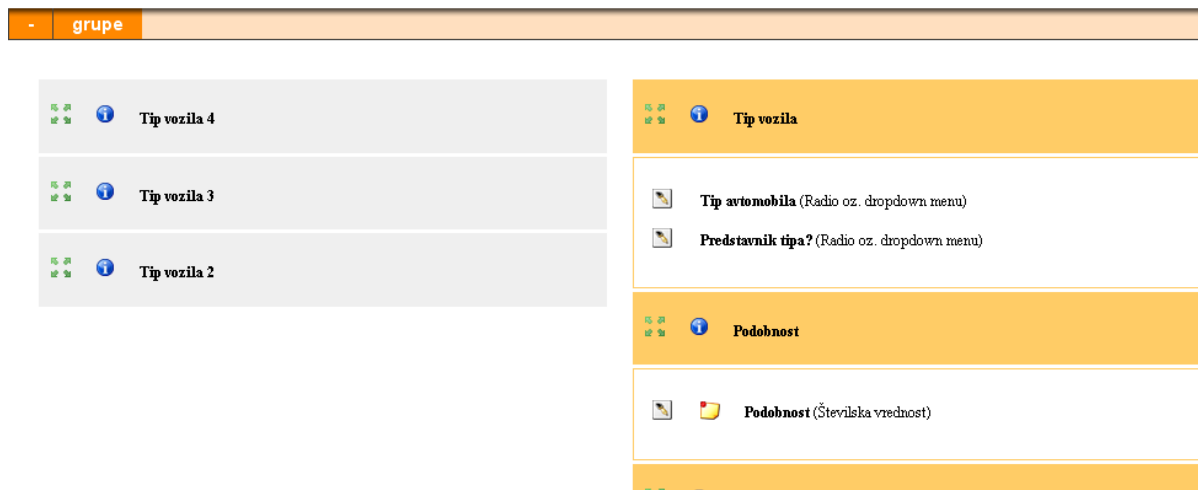 - grupe
Tip vozila 4
Tip vozila 3
Tip vozila 2
Tip vozila
Tip avtomobila (Radio oz. dropdown menu)
Predstavnik tipa? (Radio oz. dropdown menu)
Podobnost
Podobnost (Številska vrednost)